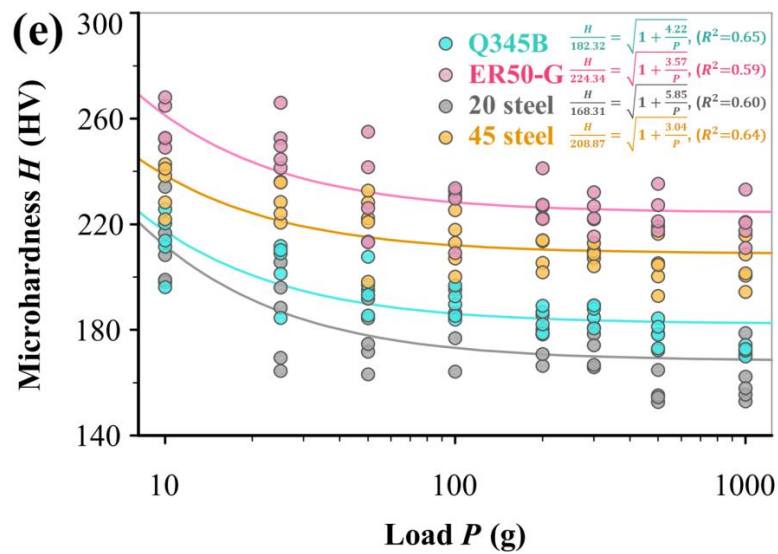 (e)
300
260
220
180
140
Microhardness H (HV)
Q345B H/182.32 = √(1 + 4.22/P), (R²=0.65)
ER50-G H/224.34 = √(1 + 3.57/P), (R²=0.59)
20 steel H/168.31 = √(1 + 5.85/P), (R²=0.60)
45 steel H/208.87 = √(1 + 3.04/P), (R²=0.64)
10 100 1000
Load P (g)